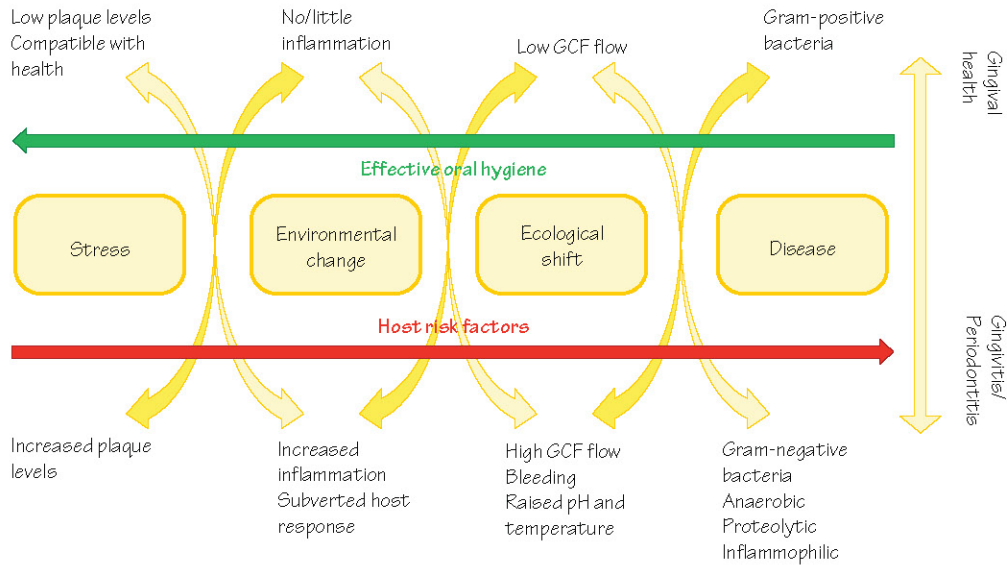 Low plaque levels
Compatible with
health
No/little
inflammation
Low GCF flow
Gram-positive
bacteria
Gingival
health
Effective oral hygiene
Stress
Environmental
change
Ecological
shift
Disease
Host risk factors
Gingivitis/
Periodontitis
Increased plaque
levels
Increased
inflammation
Subverted host
response
High GCF flow
Bleeding
Raised pH and
temperature
Gram-negative
bacteria
Anaerobic
Proteolytic
Inflammophilic